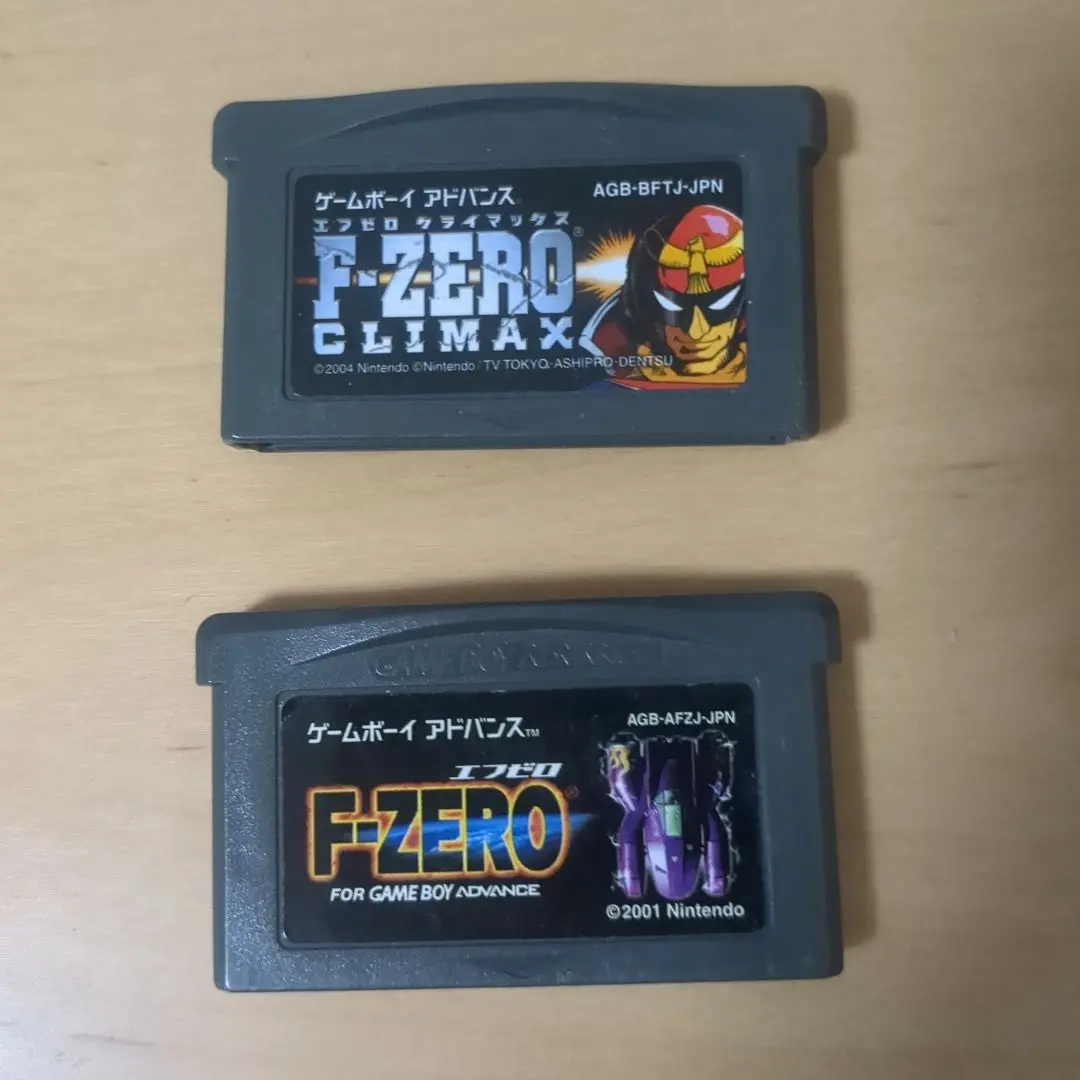 ゲームボーイ アドバンス
AGB-BFTJ-JPN
エフゼロ クライマックス
F-ZERO®
CLIMAX
©2004 Nintendo ©Nintendo/TV TOKYO·ASHIPRO·DENTSU
GAME BOY ADVANCE
ゲームボーイ アドバンス™
AGB-AFZJ-JPN
エフゼロ
F-ZERO®
FOR GAME BOY ADVANCE
©2001 Nintendo